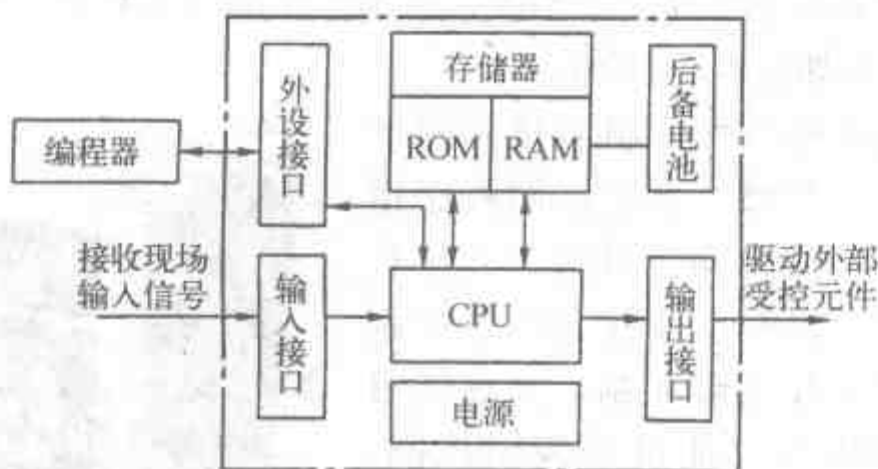 存储器
ROM
RAM
后备电池
外设接口
编程器
接收现场
输入信号
输入接口
CPU
输出接口
驱动外部
受控元件
电源